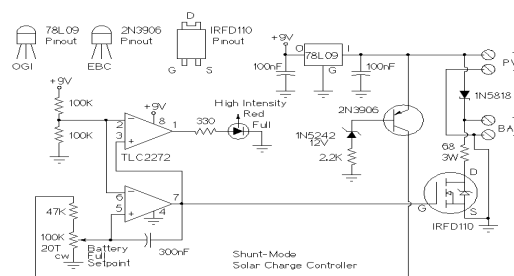 78L09
Pinout
OGI
2N3906
Pinout
EBC
D
IRFD110
Pinout
G
S
+9V
O
78L09
I
G
100nF
100nF
PV
+9V
100K
100K
+9V
2
3
8
1
TLC2272
330
High Intensity
Red
Full
2N3906
1N5242
12V
2.2K
1N5818
BA
68
3W
D
G
S
IRFD110
6
5
7
4
47K
100K
20T
cw
Battery
Full
Setpoint
300nF
Shunt-Mode
Solar Charge Controller